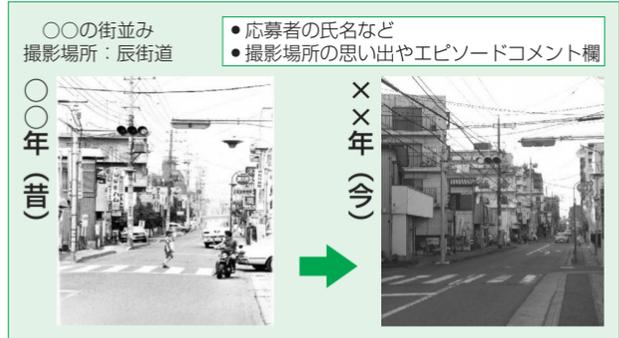 ○○の街並み
撮影場所：辰街道
●応募者の氏名など
●撮影場所の思い出やエピソードコメント欄
○○年（昔）
××年（今）